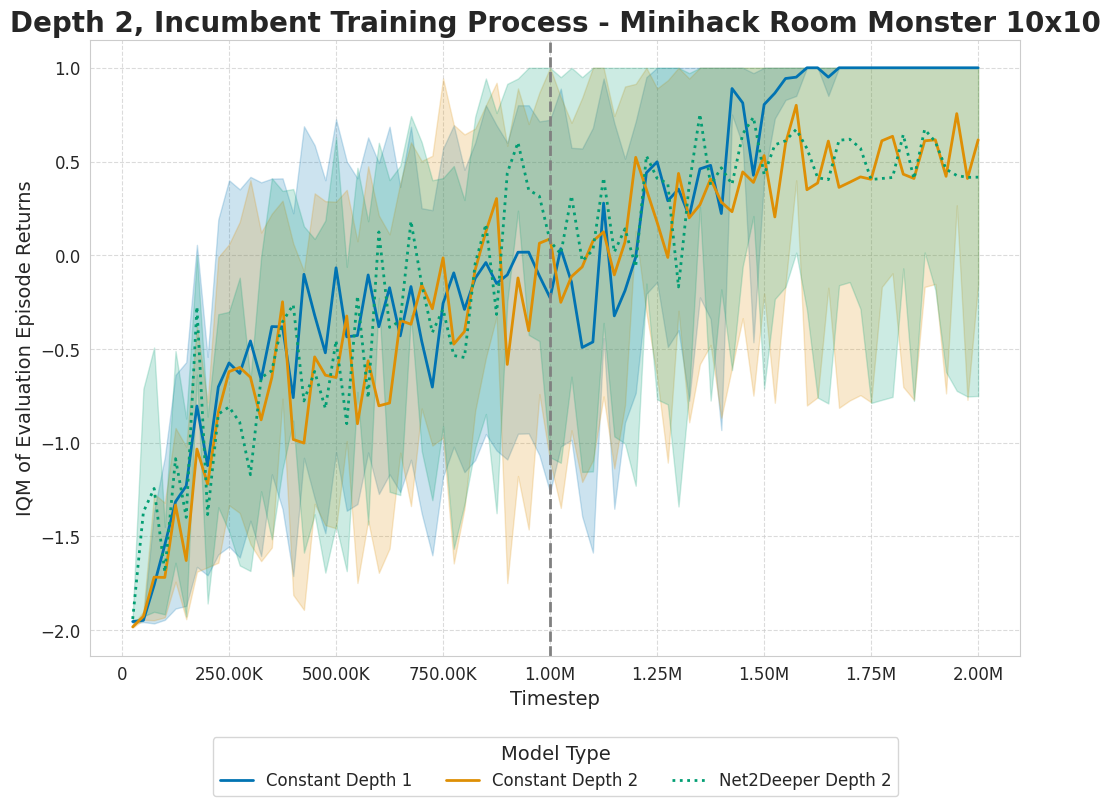 Depth 2, Incumbent Training Process - Minihack Room Monster 10x10
IQM of Evaluation Episode Returns
1.0
0.5
0.0
−0.5
−1.0
−1.5
−2.0
0 250.00K 500.00K 750.00K 1.00M 1.25M 1.50M 1.75M 2.00M
Timestep
Model Type
Constant Depth 1 Constant Depth 2 Net2Deeper Depth 2